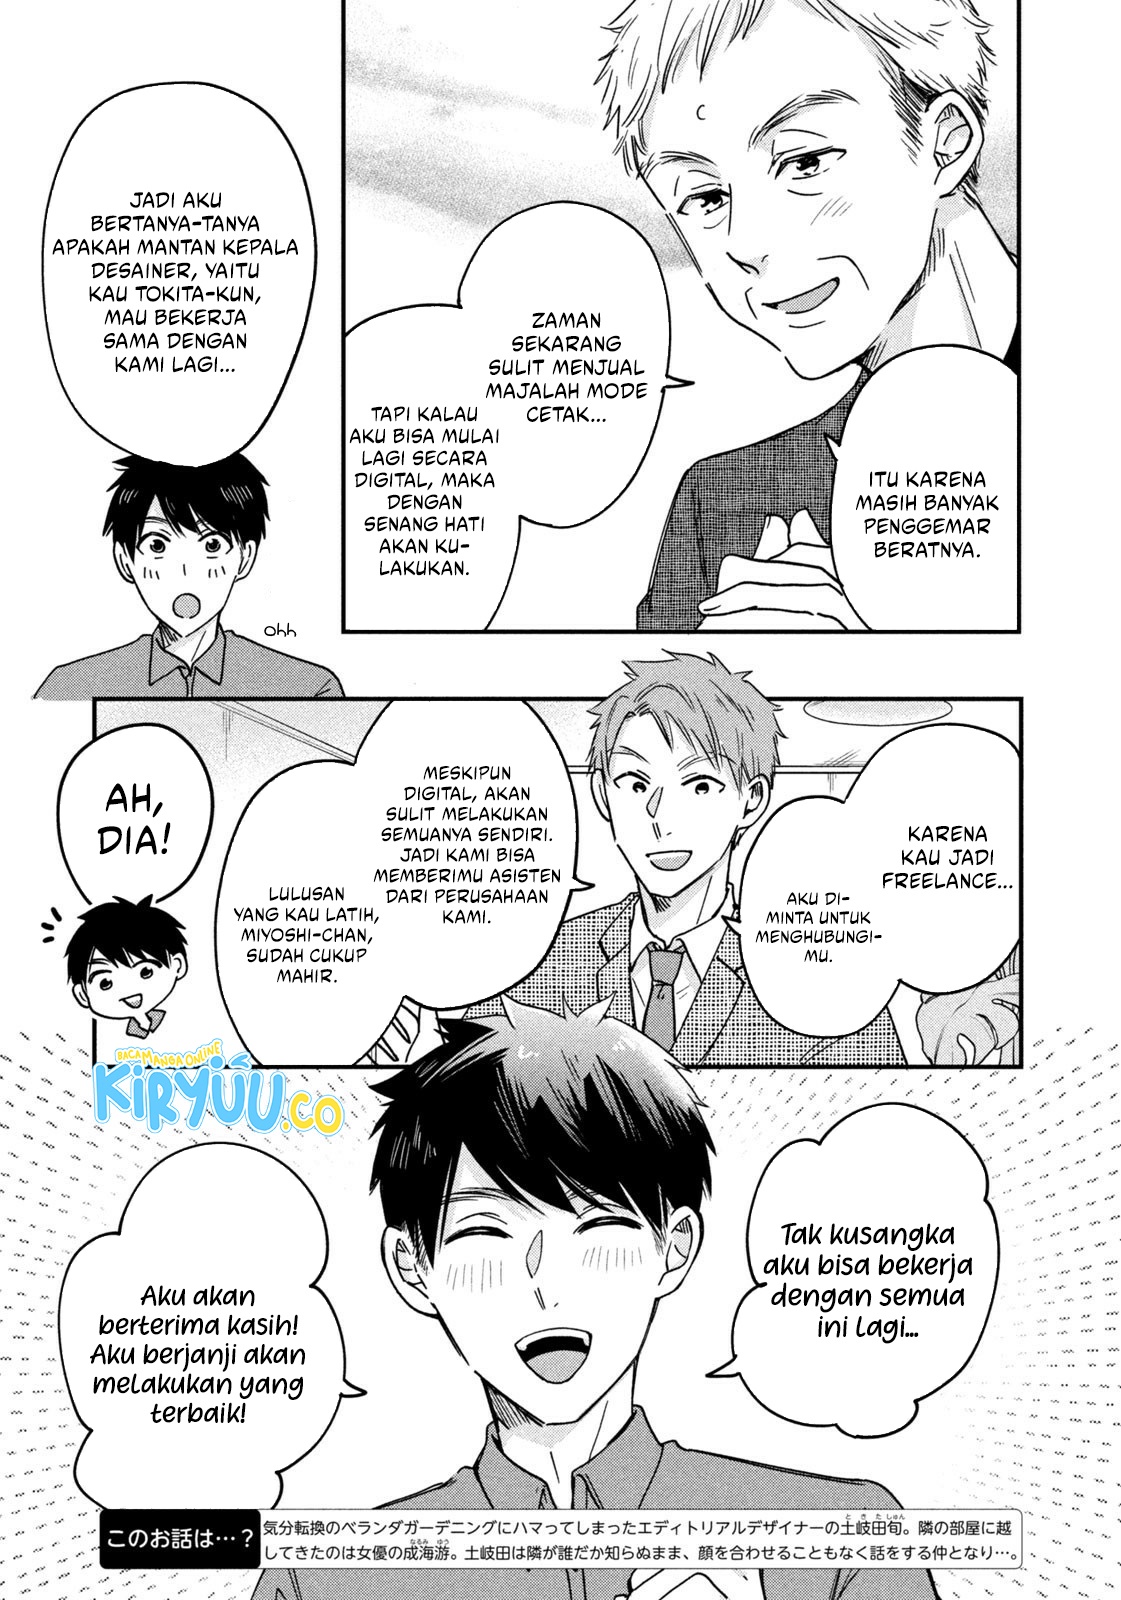 ITU KARENA
MASIH BANYAK
PENGGEMAR
BERATNYA.
ZAMAN
SEKARANG
SULIT MENJUAL
MAJALAH MODE
CETAK...
TAPI KALAU
AKU BISA MULAI
LAGI SECARA
DIGITAL, MAKA
DENGAN
SENANG HATI
AKAN KU-
LAKUKAN.
JADI AKU
BERTANYA-TANYA
APAKAH MANTAN KEPALA
DESAINER, YAITU
KAU TOKITA-KUN,
MAU BEKERJA
SAMA DENGAN
KAMI LAGI...
ohh
KARENA
KAU JADI
FREELANCE...
AKU DI-
MINTA UNTUK
MENGHUBUNGI-
MU.
MESKIPUN
DIGITAL, AKAN
SULIT MELAKUKAN
SEMUANYA SENDIRI.
JADI KAMI BISA
MEMBERIMU ASISTEN
DARI PERUSAHAAN
KAMI.
LULUSAN
YANG KAU LATIH,
MIYOSHI-CHAN,
SUDAH CUKUP
MAHIR.
AH,
DIA!
BACA MANGA ONLINE
KIRYUU.CO
Tak kusangka
aku bisa bekerja
dengan semua
ini lagi...
Aku akan
berterima kasih!
Aku berjanji akan
melakukan yang
terbaik!
このお話は…？
気分転換のベランダガーデニングにハマってしまったエディトリアルデザイナーの土岐田旬。隣の部屋に越
してきたのは女優の成海游。土岐田は隣が誰だか知らぬまま、顔を合わせることもなく話をする仲となり…。